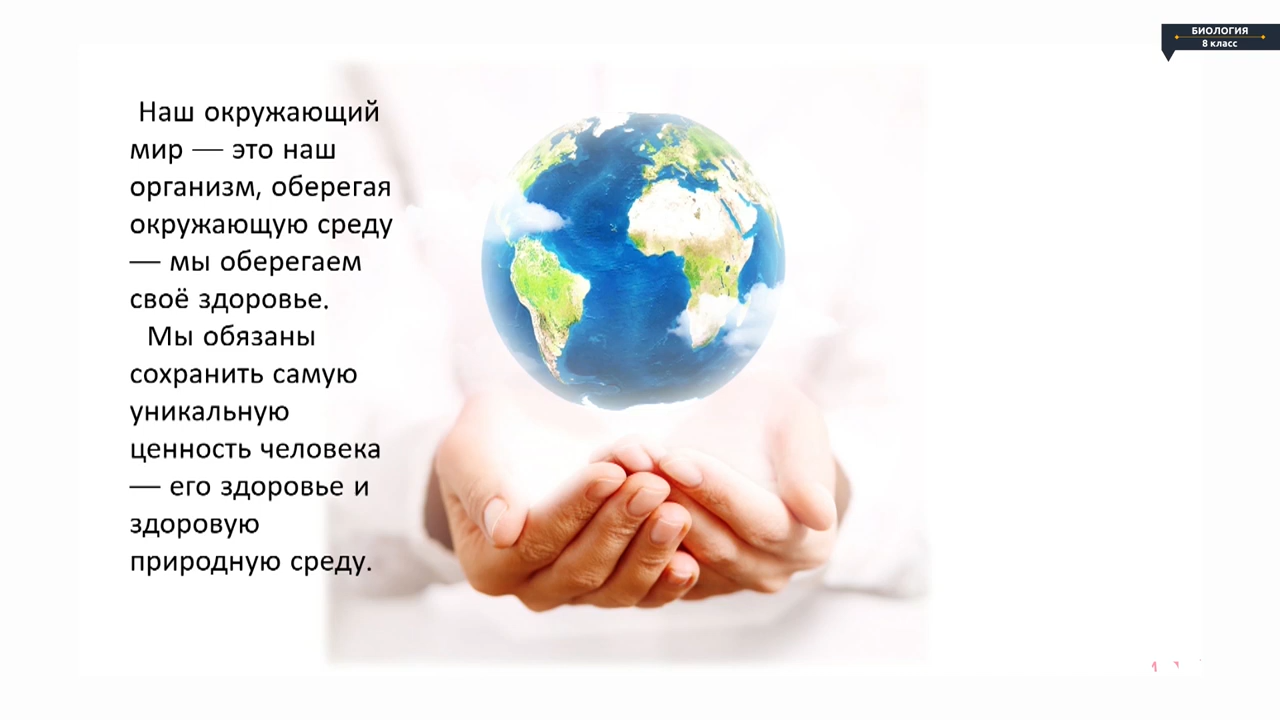 БИОЛОГИЯ
8 класс
Наш окружающий
мир — это наш
организм, оберегая
окружающую среду
— мы оберегаем
своё здоровье.
Мы обязаны
сохранить самую
уникальную
ценность человека
— его здоровье и
здоровую
природную среду.